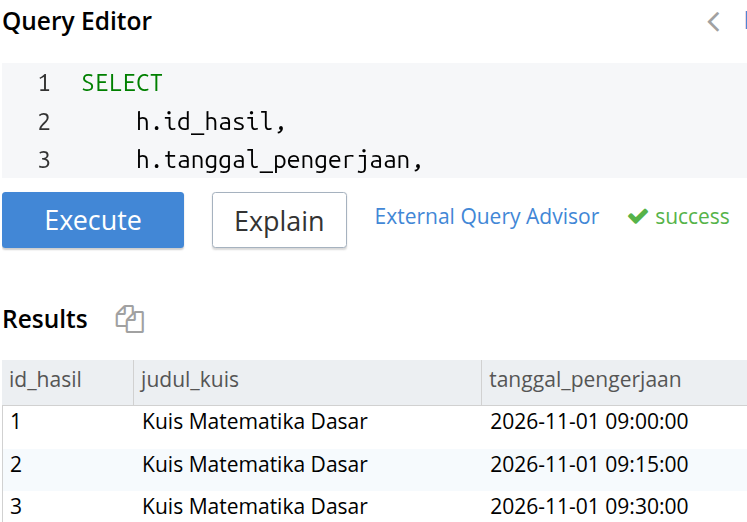 Query Editor
1 SELECT
2 h.id_hasil,
3 h.tanggal_pengerjaan,
Execute Explain External Query Advisor success
Results
id_hasil judul_kuis tanggal_pengerjaan
1 Kuis Matematika Dasar 2026-11-01 09:00:00
2 Kuis Matematika Dasar 2026-11-01 09:15:00
3 Kuis Matematika Dasar 2026-11-01 09:30:00